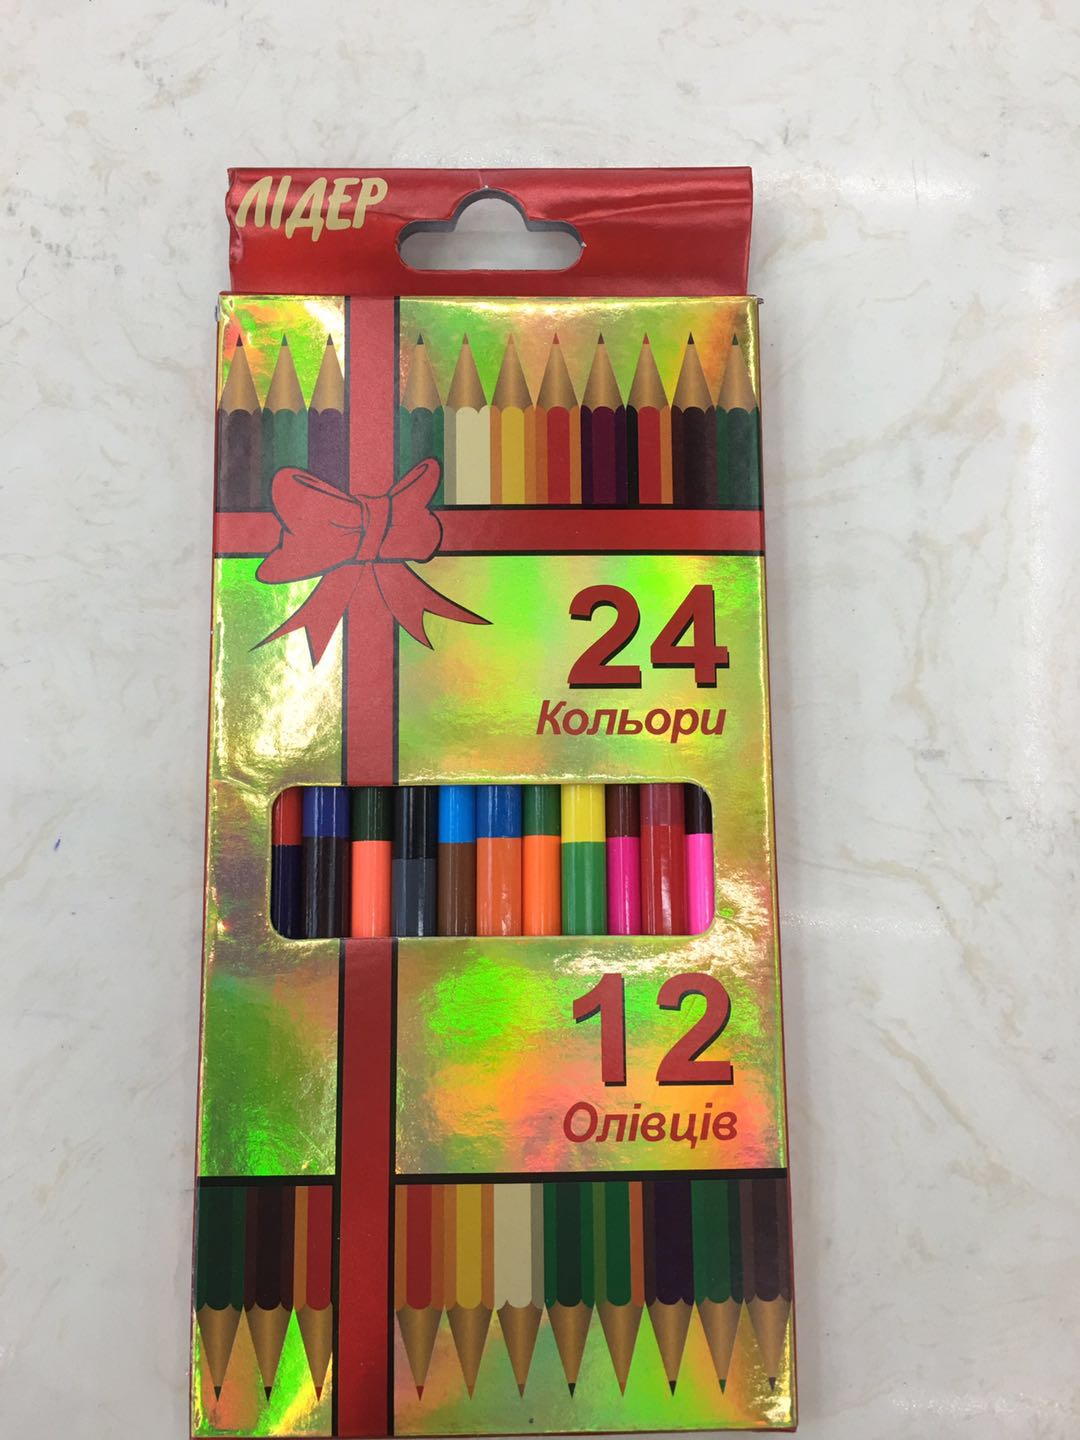 ЛІДЕР
24
Кольори
12
Олівців